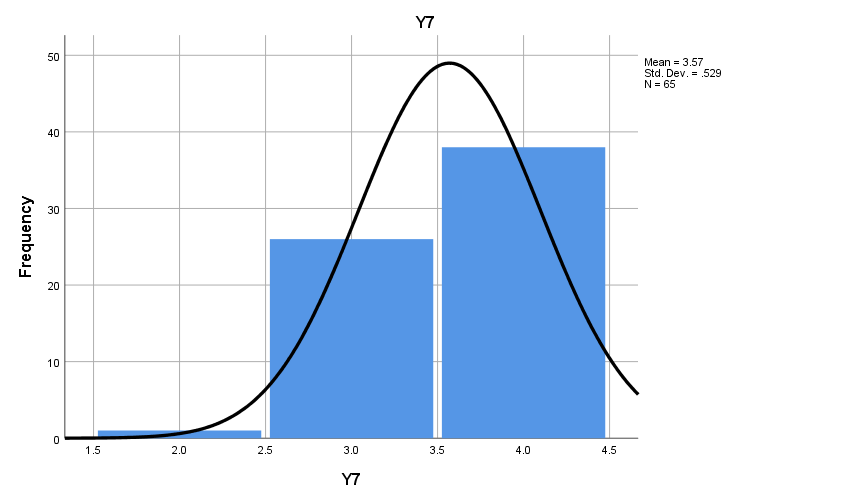 Y7
Mean = 3.57
Std. Dev. = .529
N = 65
Frequency
50
40
30
20
10
0
1.5 2.0 2.5 3.0 3.5 4.0 4.5
Y7